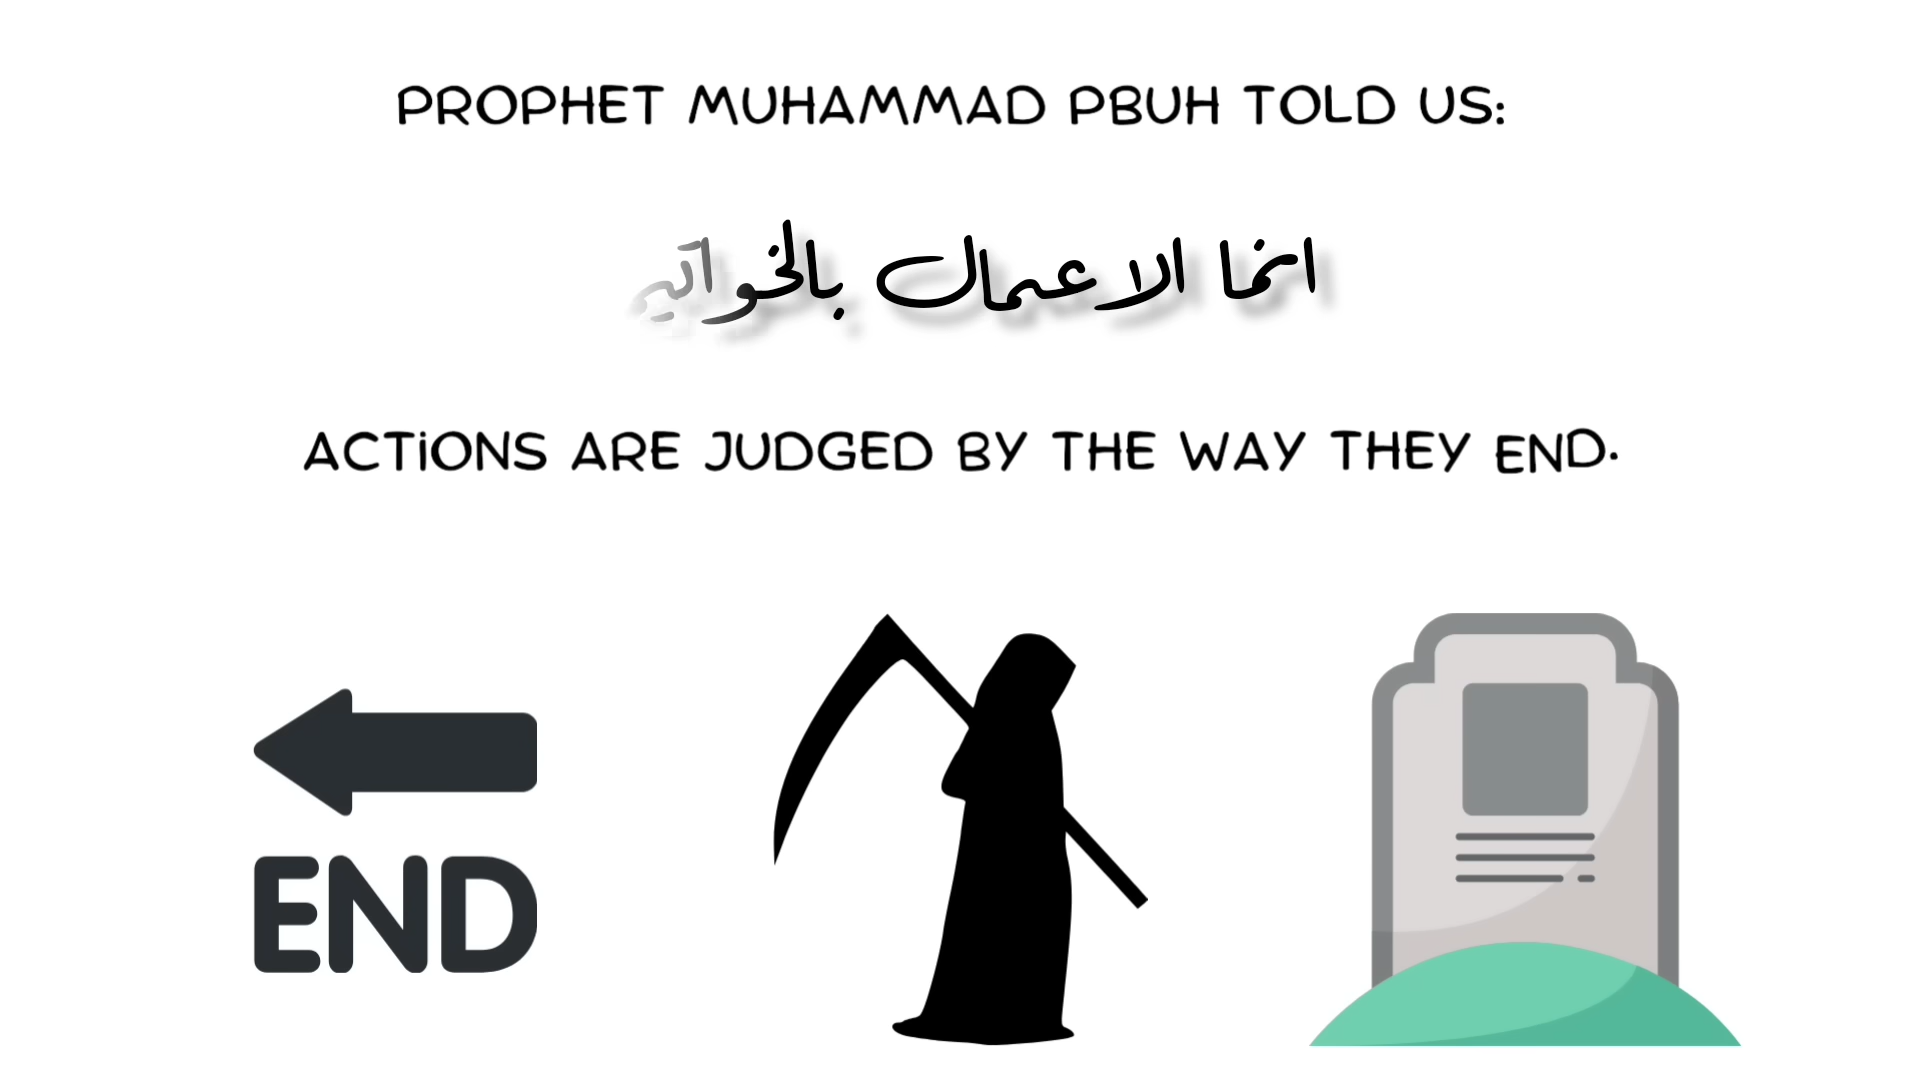 PROPHET MUHAMMAD PBUH TOLD US:
انما الاعمال
ACTIONS ARE JUDGED BY THE WAY THEY END.
END